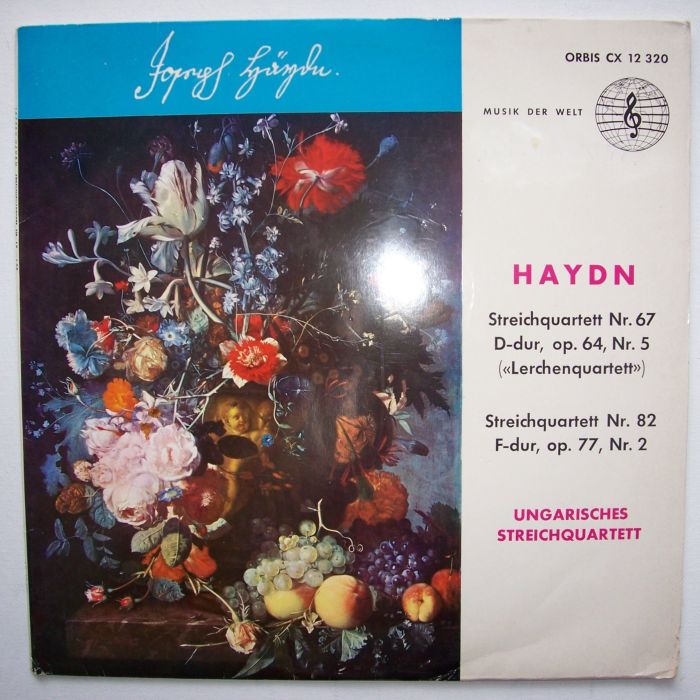 Joseph Haydn.
ORBIS CX 12 320
MUSIK DER WELT
HAYDN
Streichquartett Nr. 67
D-dur, op. 64, Nr. 5
(«Lerchenquartett»)
Streichquartett Nr. 82
F-dur, op. 77, Nr. 2
UNGARISCHES
STREICHQUARTETT